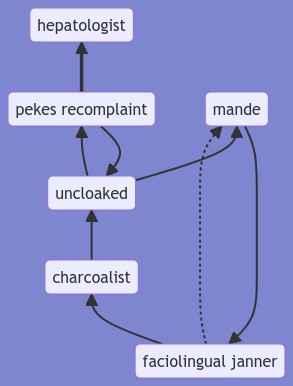 hepatologist
pekes recomplaint
mande
uncloaked
charcoalist
faciolingual janner